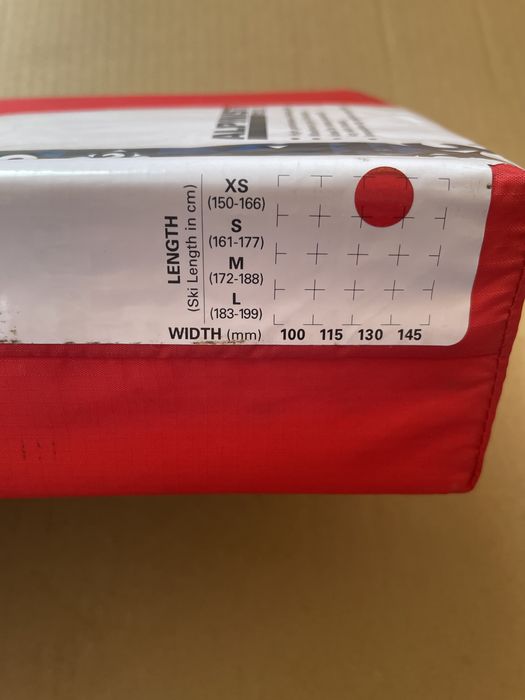 LENGTH
(Ski Length in cm)
XS
(150-166)
S
(161-177)
M
(172-188)
L
(183-199)
WIDTH (mm) 100 115 130 145